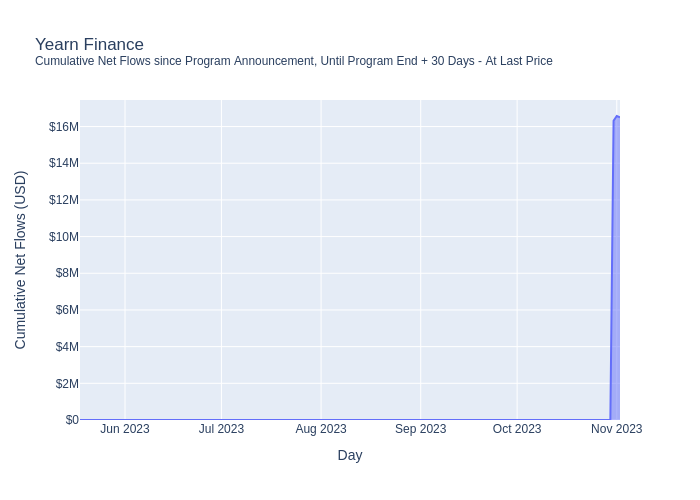 Yearn Finance
Cumulative Net Flows since Program Announcement, Until Program End + 30 Days - At Last Price
$16M
$14M
$12M
$10M
$8M
$6M
$4M
$2M
$0
Cumulative Net Flows (USD)
Jun 2023
Jul 2023
Aug 2023
Sep 2023
Oct 2023
Nov 2023
Day